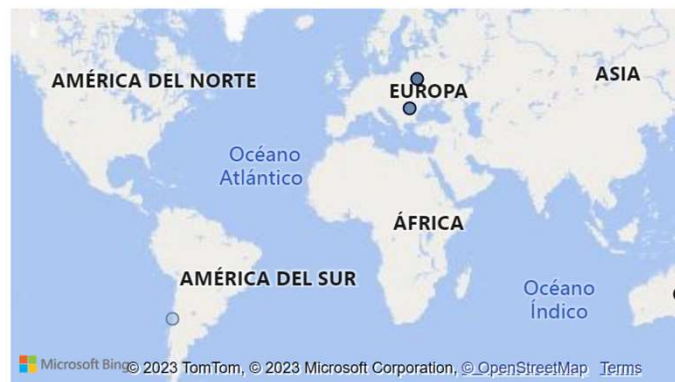 AMÉRICA DEL NORTE
ASIA
EUROPA
Océano
Atlántico
ÁFRICA
AMÉRICA DEL SUR
Océano
Índico
Microsoft Bing
© 2023 TomTom, © 2023 Microsoft Corporation, © OpenStreetMap Terms